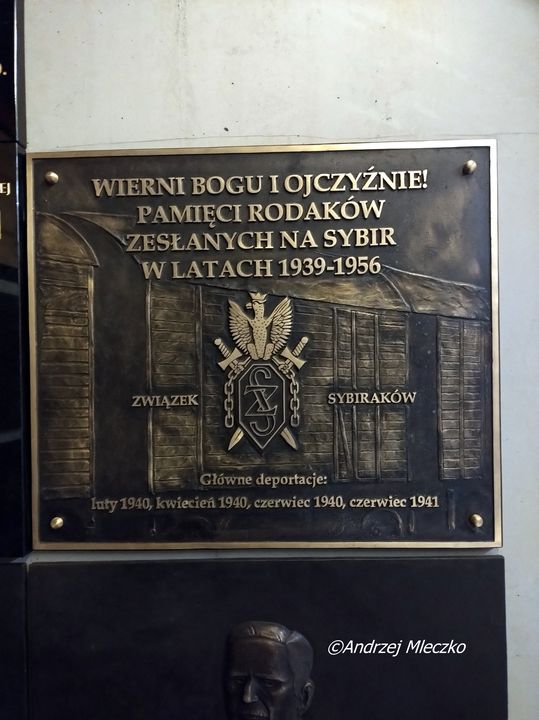 WIERNI BOGU I OJCZYŹNIE!
PAMIĘCI RODAKÓW
ZESŁANYCH NA SYBIR
W LATACH 1939-1956
ZWIĄZEK SYBIRAKÓW
Główne deportacje:
luty 1940, kwiecień 1940, czerwiec 1940, czerwiec 1941
©Andrzej Mleczko